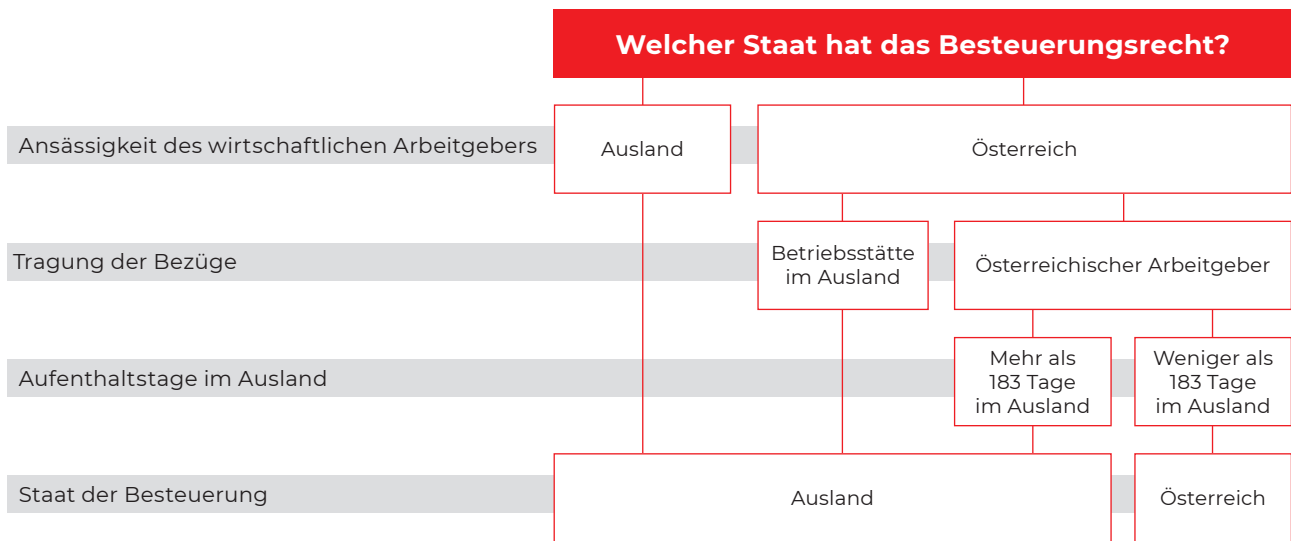 Welcher Staat hat das Besteuerungsrecht?
Ansässigkeit des wirtschaftlichen Arbeitgebers
Ausland
Österreich
Tragung der Bezüge
Betriebsstätte
im Ausland
Österreichischer Arbeitgeber
Aufenthaltstage im Ausland
Mehr als
183 Tage
im Ausland
Weniger als
183 Tage
im Ausland
Staat der Besteuerung
Ausland
Österreich